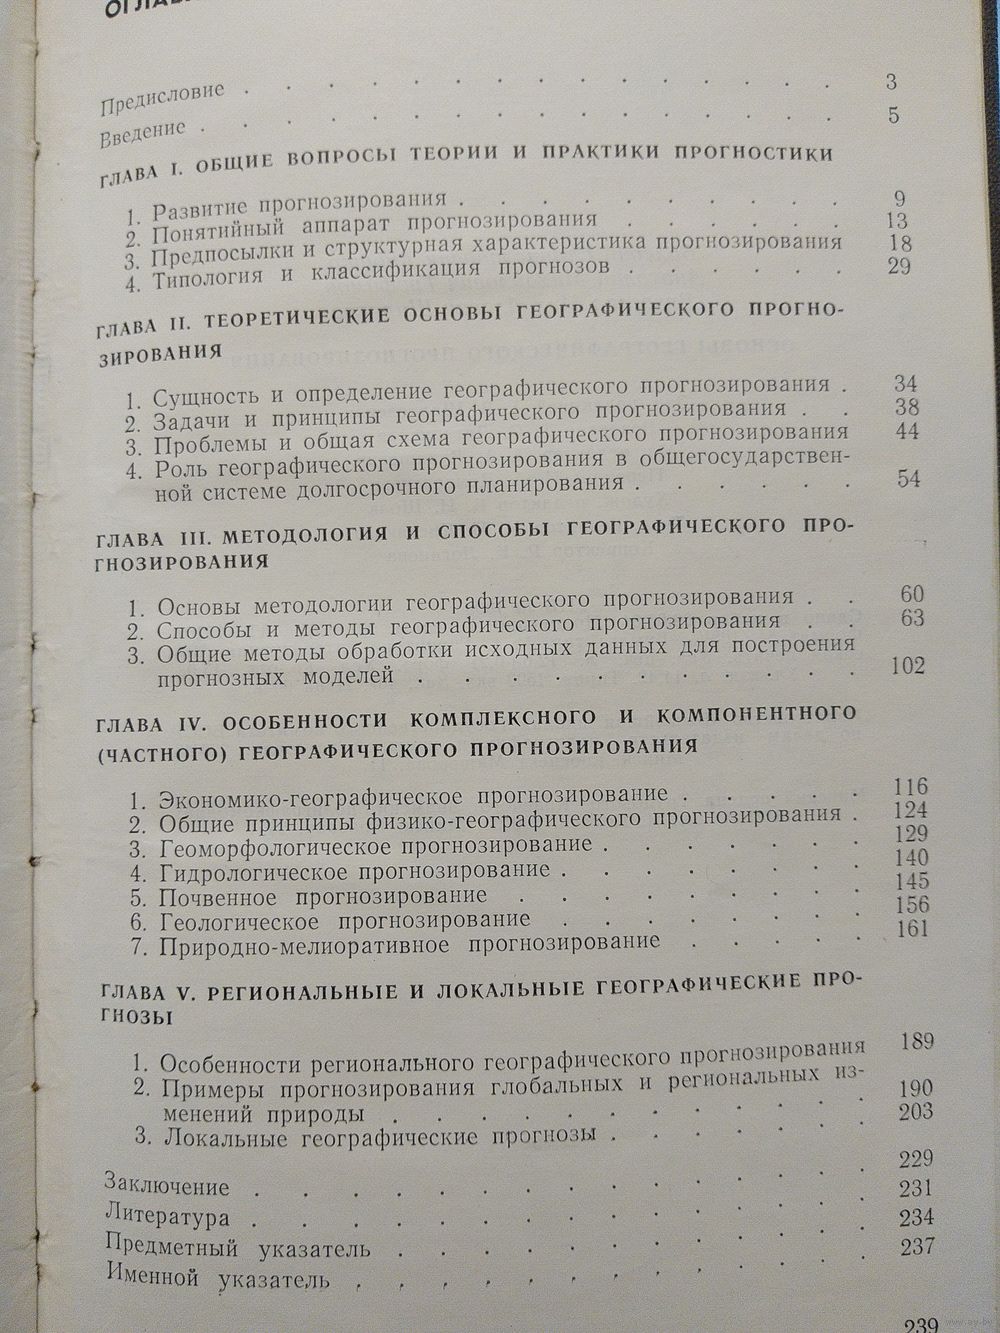 Предисловие . . . . . . . . . . . . . . 3
Введение . . . . . . . . . . . . . . 5
ГЛАВА I. ОБЩИЕ ВОПРОСЫ ТЕОРИИ И ПРАКТИКИ ПРОГНОСТИКИ
1. Развитие прогнозирования . . . . . . . . . . 9
2. Понятийный аппарат прогнозирования . . . . . . 13
3. Предпосылки и структурная характеристика прогнозирования 18
4. Типология и классификация прогнозов . . . . . . 29
ГЛАВА II. ТЕОРЕТИЧЕСКИЕ ОСНОВЫ ГЕОГРАФИЧЕСКОГО ПРОГНО-
ЗИРОВАНИЯ
1. Сущность и определение географического прогнозирования . 34
2. Задачи и принципы географического прогнозирования . . 38
3. Проблемы и общая схема географического прогнозирования 44
4. Роль географического прогнозирования в общегосударствен-
ной системе долгосрочного планирования . . . . . . 54
ГЛАВА III. МЕТОДОЛОГИЯ И СПОСОБЫ ГЕОГРАФИЧЕСКОГО ПРО-
ГНОЗИРОВАНИЯ
1. Основы методологии географического прогнозирования . . 60
2. Способы и методы географического прогнозирования . . 63
3. Общие методы обработки исходных данных для построения
прогнозных моделей . . . . . . . . . . . 102
ГЛАВА IV. ОСОБЕННОСТИ КОМПЛЕКСНОГО И КОМПОНЕНТНОГО
(ЧАСТНОГО) ГЕОГРАФИЧЕСКОГО ПРОГНОЗИРОВАНИЯ
1. Экономико-географическое прогнозирование . . . . . 116
2. Общие принципы физико-географического прогнозирования . 124
3. Геоморфологическое прогнозирование . . . . . . . 129
4. Гидрологическое прогнозирование . . . . . . . . 140
5. Почвенное прогнозирование . . . . . . . . . 145
6. Геологическое прогнозирование . . . . . . . . 156
7. Природно-мелиоративное прогнозирование . . . . . 161
ГЛАВА V. РЕГИОНАЛЬНЫЕ И ЛОКАЛЬНЫЕ ГЕОГРАФИЧЕСКИЕ ПРО-
ГНОЗЫ
1. Особенности регионального географического прогнозирования 189
2. Примеры прогнозирования глобальных и региональных из-
менений природы . . . . . . . . . . . 190
3. Локальные географические прогнозы . . . . . . . 203
Заключение . . . . . . . . . . . . . . 229
Литература . . . . . . . . . . . . . . 231
Предметный указатель . . . . . . . . . . . 234
Именной указатель . . . . . . . . . . . . 237
239